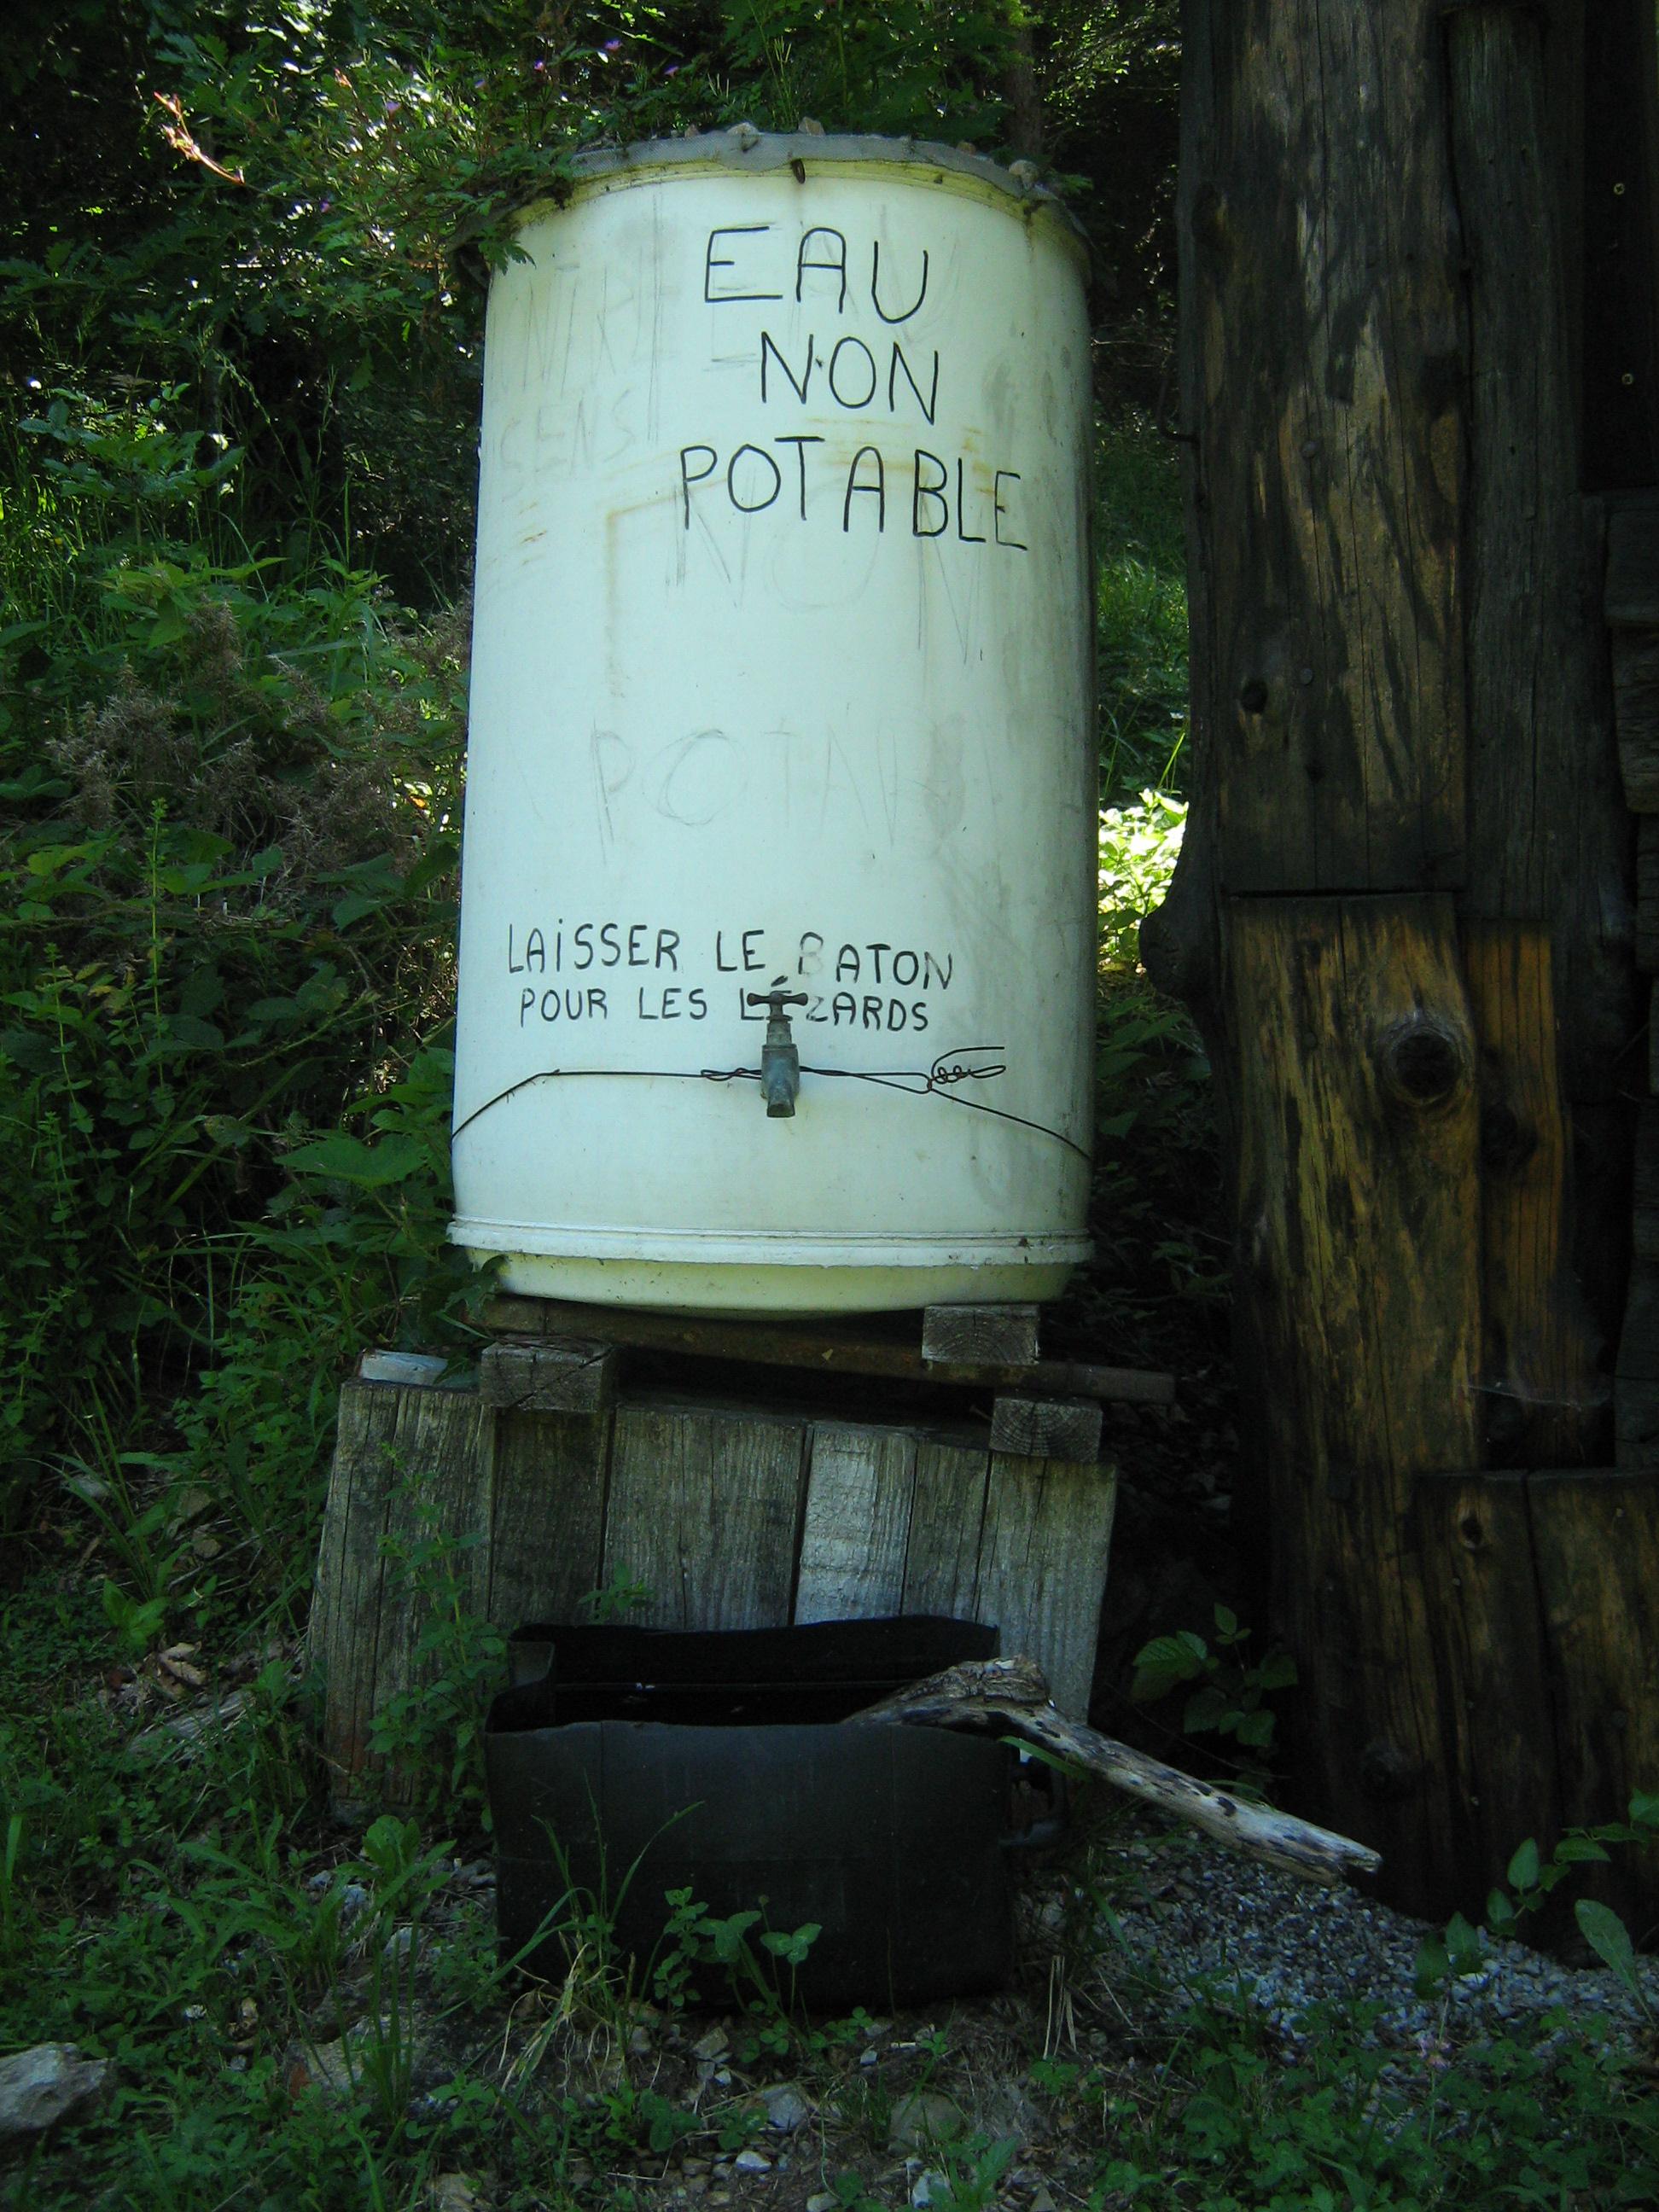 EAU
NON
POTABLE
LAiSSER LE BATON
POUR LES LÉZARDS